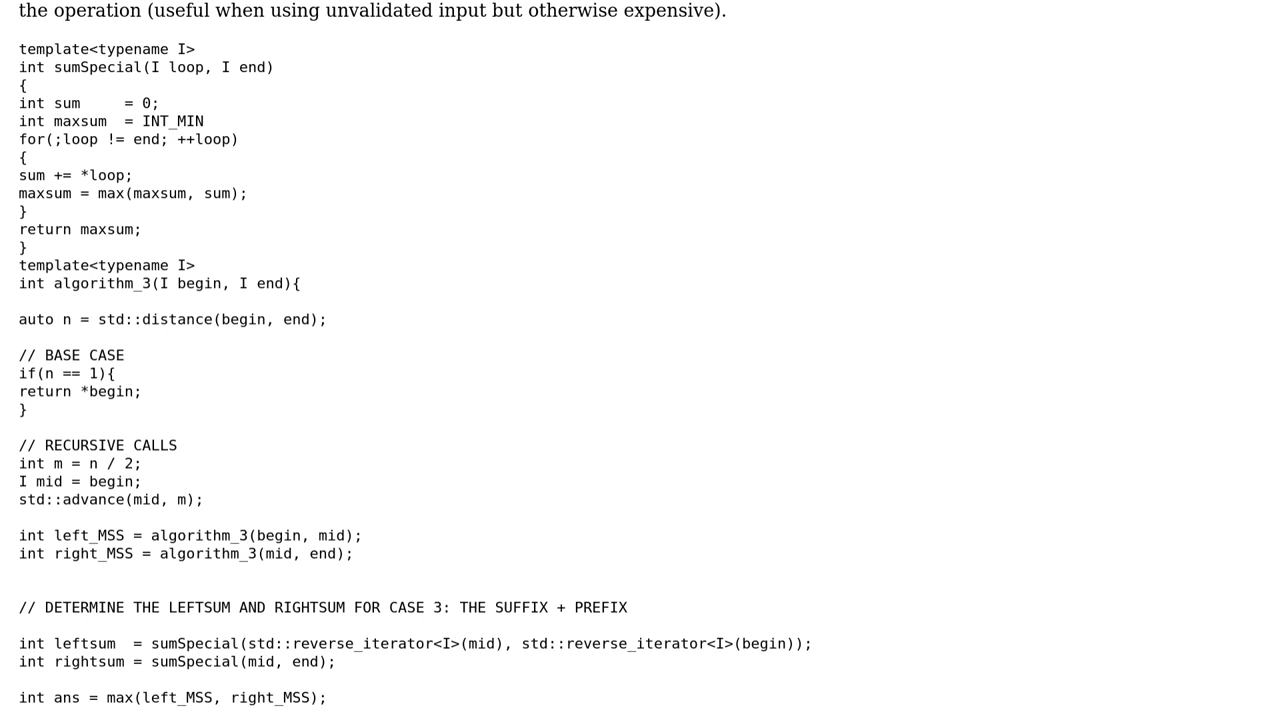 the operation (useful when using unvalidated input but otherwise expensive).
template<typename I>
int sumSpecial(I loop, I end)
{
int sum     = 0;
int maxsum  = INT_MIN
for(;loop != end; ++loop)
{
sum += *loop;
maxsum = max(maxsum, sum);
}
return maxsum;
}
template<typename I>
int algorithm_3(I begin, I end){
auto n = std::distance(begin, end);
// BASE CASE
if(n == 1){
return *begin;
}
// RECURSIVE CALLS
int m = n / 2;
I mid = begin;
std::advance(mid, m);
int left_MSS = algorithm_3(begin, mid);
int right_MSS = algorithm_3(mid, end);
// DETERMINE THE LEFTSUM AND RIGHTSUM FOR CASE 3: THE SUFFIX + PREFIX
int leftsum  = sumSpecial(std::reverse_iterator<I>(mid), std::reverse_iterator<I>(begin));
int rightsum = sumSpecial(mid, end);
int ans = max(left_MSS, right_MSS);